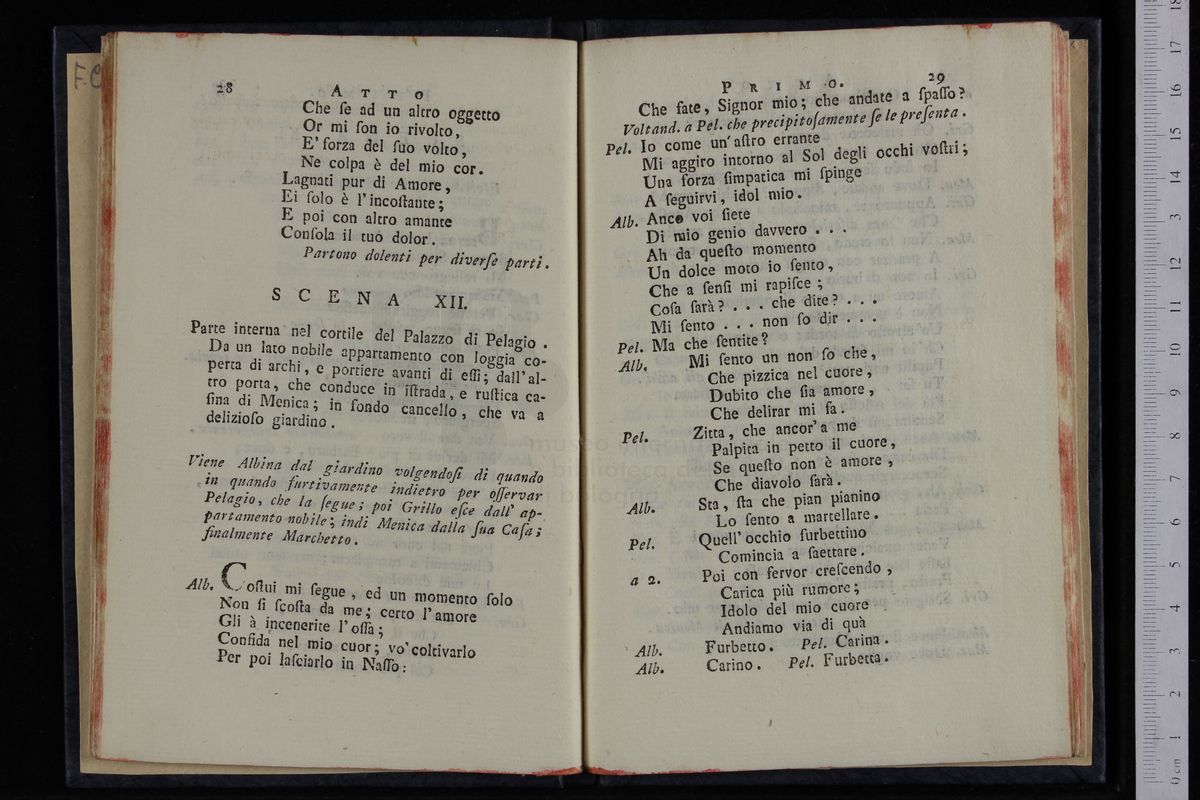 F.C
28
ATTO
Che ſe ad un altro oggetto
Or mi ſon io rivolto,
E' forza del ſuo volto,
Ne colpa è del mio cor.
Lagnati pur di Amore,
Ei ſolo è l'incoſtante;
E poi con altro amante
Conſola il tuo dolor.
Partono dolenti per diverſe parti.
SCENA XII.
Parte interna nel cortile del Palazzo di Pelagio.
Da un lato nobile appartamento con loggia co-
perta di archi, e portiere avanti di eſſi; dall'al-
tro porta, che conduce in iſtrada, e ruſtica ca-
ſina di Menica; in fondo cancello, che va a
delizioſo giardino.
Viene Albina dal giardino volgendoſi di quando
in quando furtivamente indietro per oſſervar
Pelagio, che la ſegue; poi Grillo eſce dall' ap-
partamento nobile; indi Menica dalla ſua Caſa;
finalmente Marchetto.
Alb. Coſtui mi ſegue, ed un momento ſolo
Non ſi ſcoſta da me; certo l'amore
Gli à incenerite l'oſſa;
Confida nel mio cuor; vo' coltivarlo
Per poi laſciarlo in Naſſo:
PRIMO.
29
Che fate, Signor mio; che andate a ſpaſſo?
Voltand. a Pel. che precipitoſamente ſe le preſenta.
Pel. Io come un' aſtro errante
Mi aggiro intorno al Sol degli occhi voſtri;
Una forza ſimpatica mi ſpinge
A ſeguirvi, idol mio.
Alb. Anco voi ſiete
Di mio genio davvero . . .
Ah da queſto momento
Un dolce moto io ſento,
Che a ſenſi mi rapiſce;
Coſa ſarà? . . . che dite? . . .
Mi ſento . . . non ſo dir . . .
Pel. Ma che ſentite?
Alb. Mi ſento un non ſo che,
Che pizzica nel cuore,
Dubito che ſia amore,
Che delirar mi fa.
Pel. Zitta, che ancor' a me
Palpita in petto il cuore,
Se queſto non è amore,
Che diavolo ſarà.
Alb. Sta, ſta che pian pianino
Lo ſento a martellare.
Pel. Quell' occhio furbettino
Comincia a ſaettare.
a 2. Poi con fervor creſcendo,
Carica più rumore;
Idolo del mio cuore
Andiamo via di quà
Alb. Furbetto. Pel. Carina.
Alb. Carino. Pel. Furbetta.